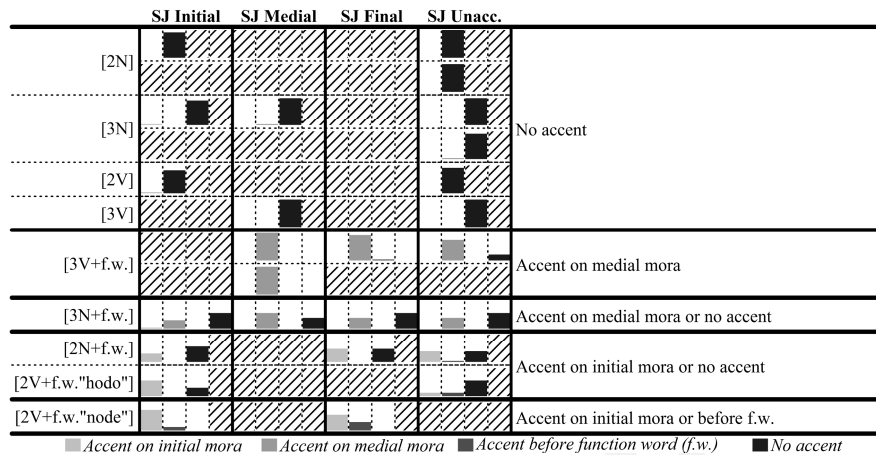 SJ Initial SJ Medial SJ Final SJ Unacc.
[2N]
[3N] No accent
[2V]
[3V]
[3V+f.w.] Accent on medial mora
[3N+f.w.] Accent on medial mora or no accent
[2N+f.w.] Accent on initial mora or no accent
[2V+f.w."hodo"]
[2V+f.w."node"] Accent on initial mora or before f.w.
Accent on initial mora Accent on medial mora Accent before function word (f.w.) No accent